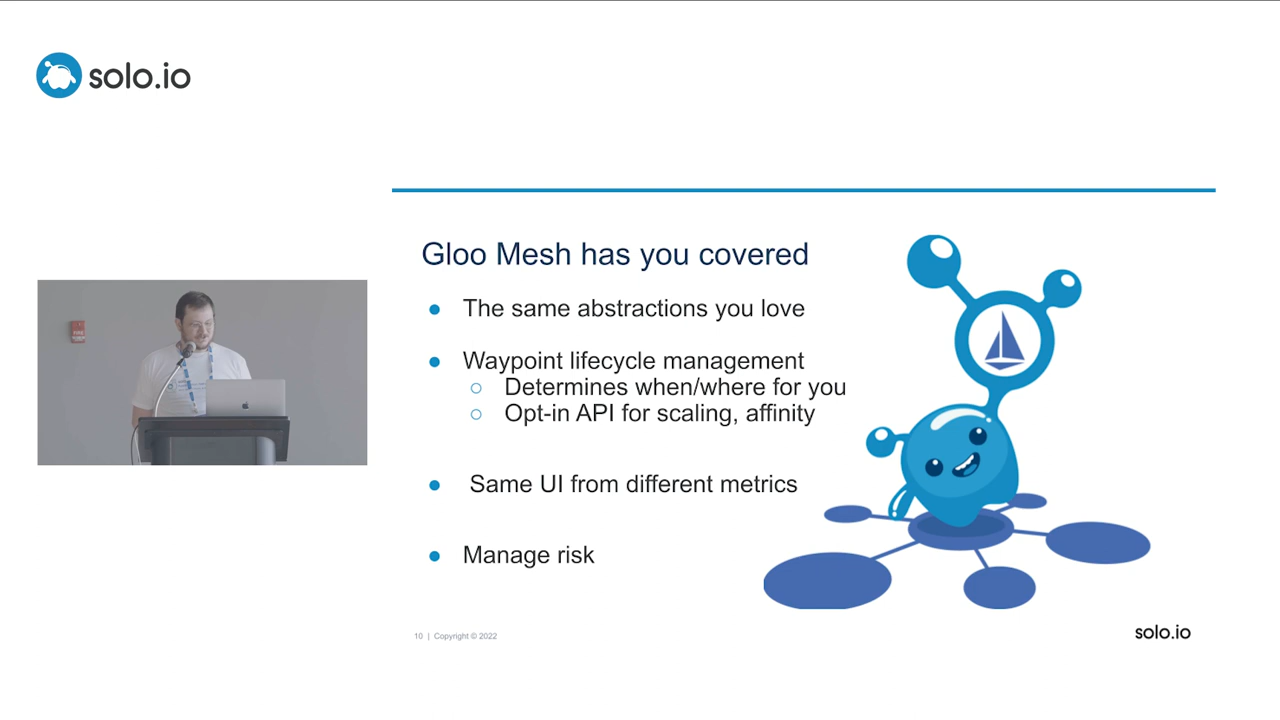 solo.io
Gloo Mesh has you covered
● The same abstractions you love
● Waypoint lifecycle management
○ Determines when/where for you
○ Opt-in API for scaling, affinity
● Same UI from different metrics
● Manage risk
10 | Copyright © 2022
solo.io